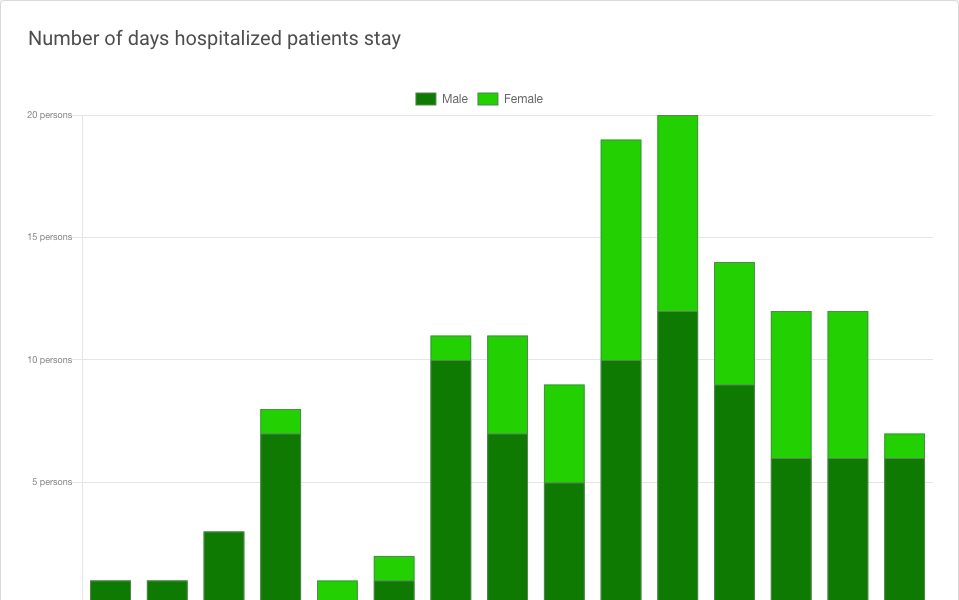 Number of days hospitalized patients stay
Male Female
20 persons
15 persons
10 persons
5 persons